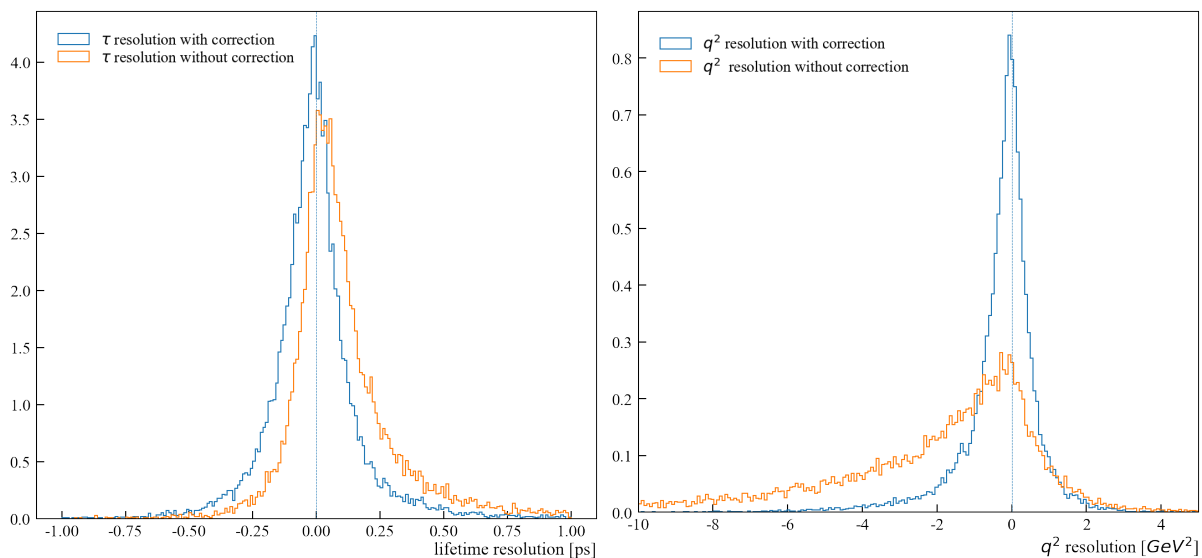 τ resolution with correction
τ resolution without correction
4.0
3.5
3.0
2.5
2.0
1.5
1.0
0.5
0.0
-1.00 -0.75 -0.50 -0.25 0.00 0.25 0.50 0.75 1.00
lifetime resolution [ps]
q² resolution with correction
q² resolution without correction
0.8
0.7
0.6
0.5
0.4
0.3
0.2
0.1
0.0
-10 -8 -6 -4 -2 0 2 4
q² resolution [GeV²]